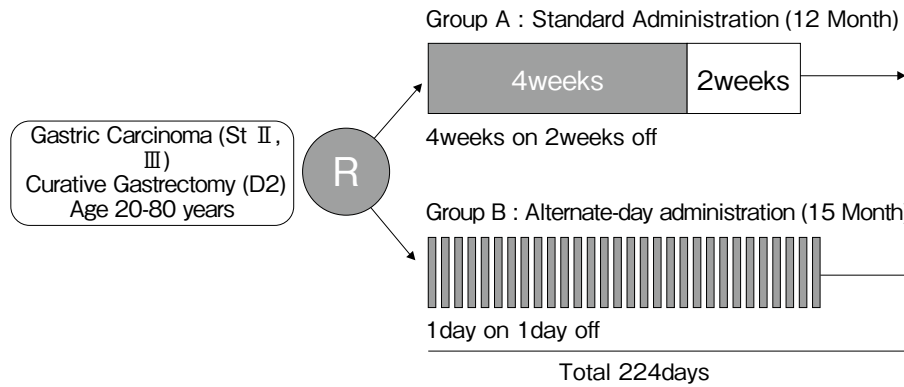 Group A : Standard Administration (12 Month)
4weeks
2weeks
4weeks on 2weeks off
Gastric Carcinoma (St Ⅱ,
Ⅲ)
Curative Gastrectomy (D2)
Age 20-80 years
R
Group B : Alternate-day administration (15 Month)
1day on 1day off
Total 224days